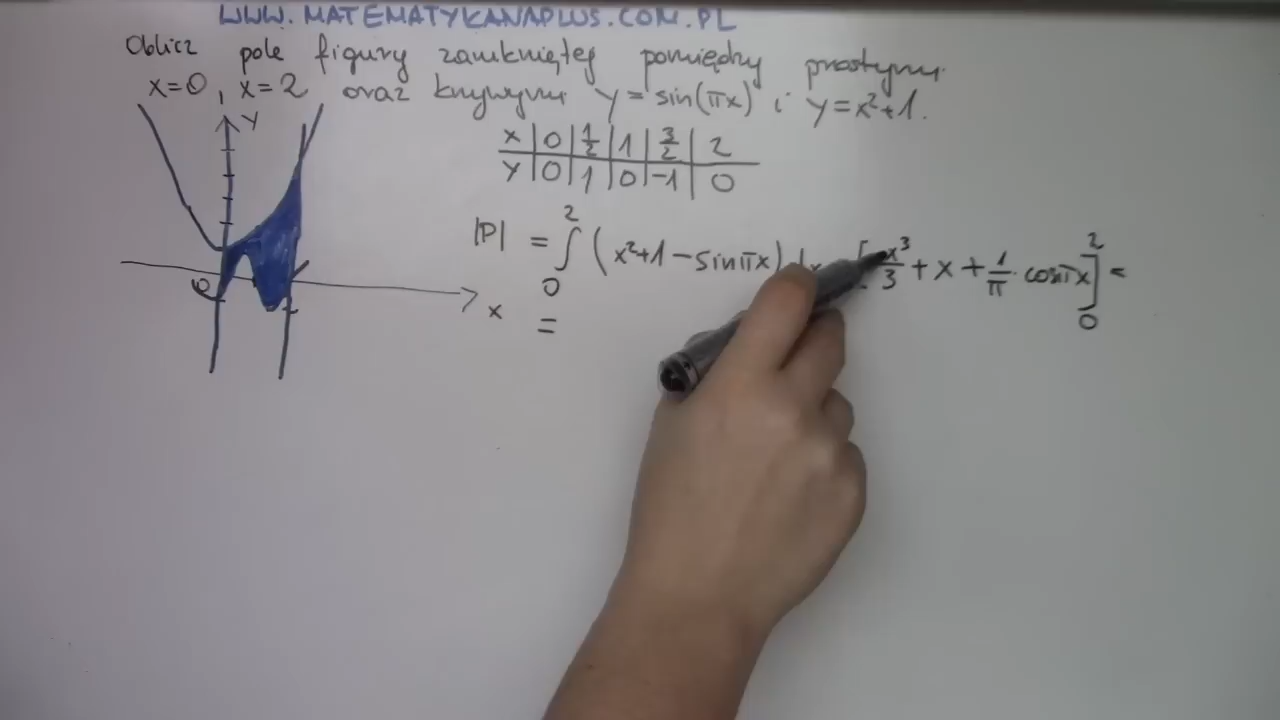 WWW.MATEMATYKANAPLUS.COM.PL
Oblicz pole figury zamkniętej pomiędzy prostymi
x=0, x=2 oraz krzywymi y=sin(πx) i y=x²+1.
x | 0 | 1/2 | 1 | 3/2 | 2
y | 0 | 1 | 0 | -1 | 0
y
0
x
|P| = ∫₀² (x²+1-sinπx) dx [x³/3 + x + 1/π · cosπx]₀² =
=